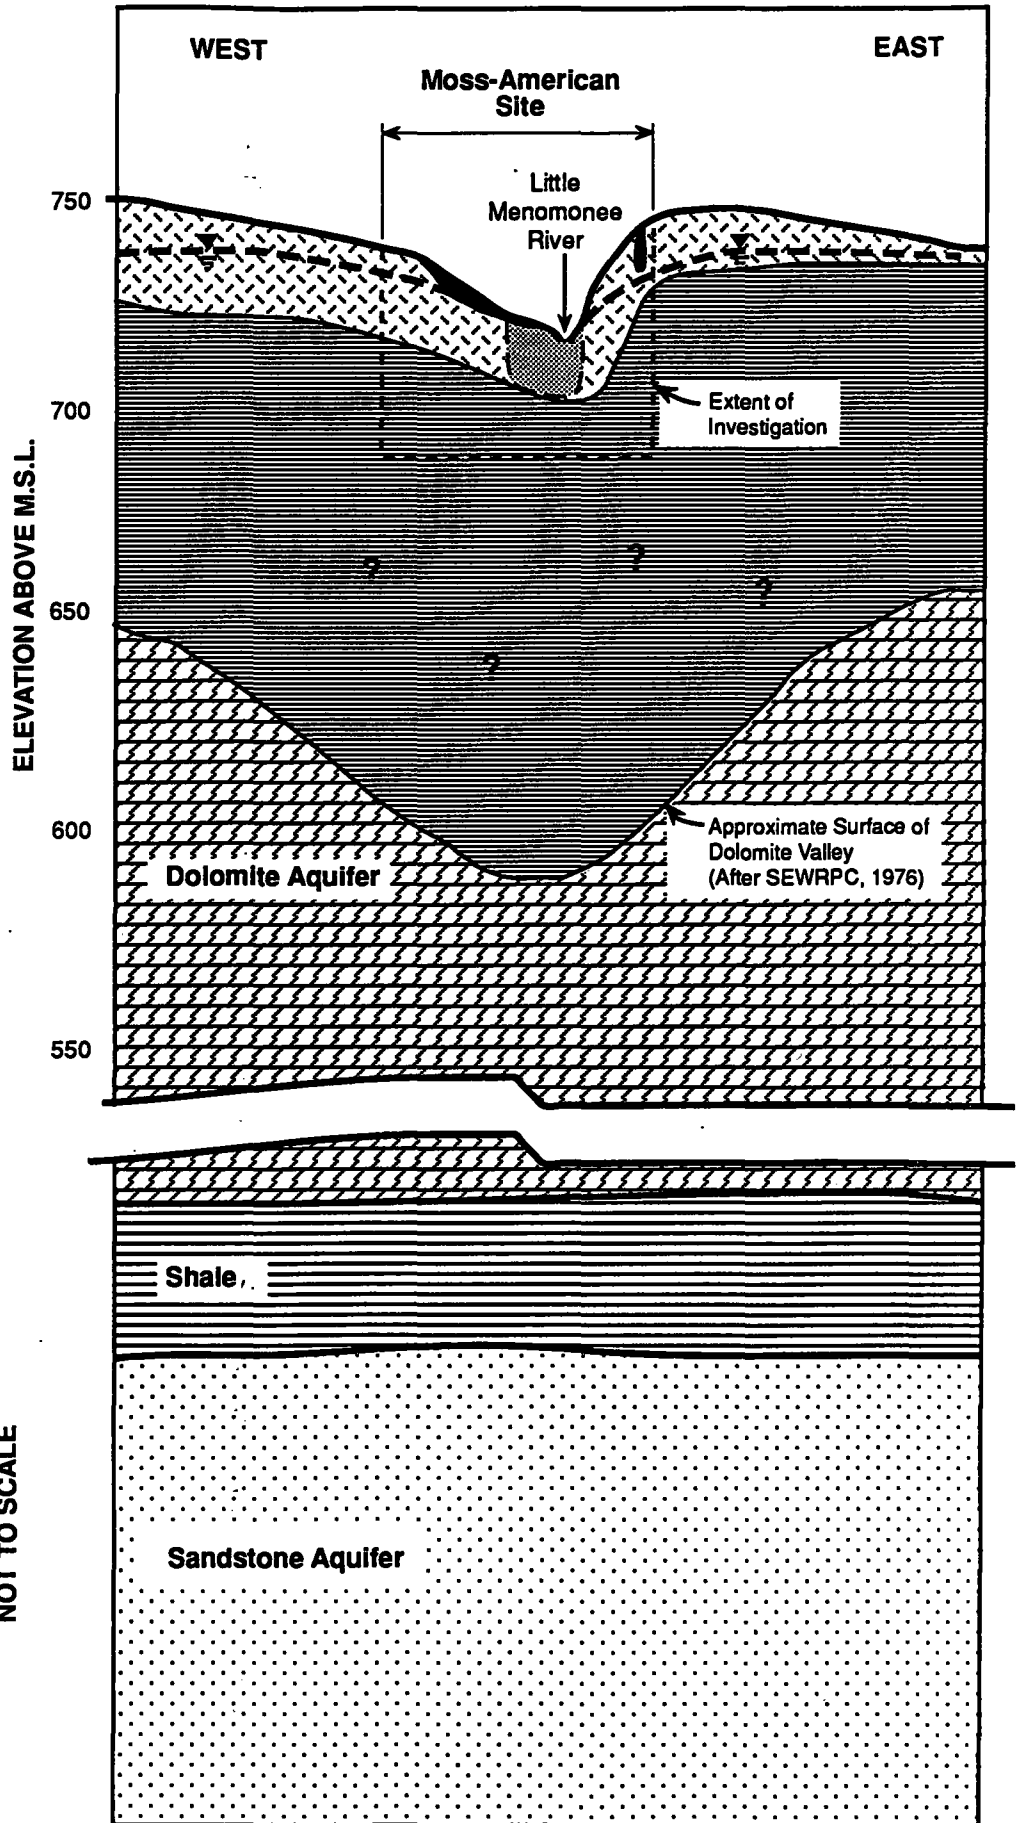 WEST
EAST
Moss-American
Site
Little
Menomonee
River
750
700
650
600
550
ELEVATION ABOVE M.S.L.
Extent of
Investigation
?
?
?
?
Approximate Surface of
Dolomite Valley
(After SEWRPC, 1976)
Dolomite Aquifer
Shale
Sandstone Aquifer
NOT TO SCALE